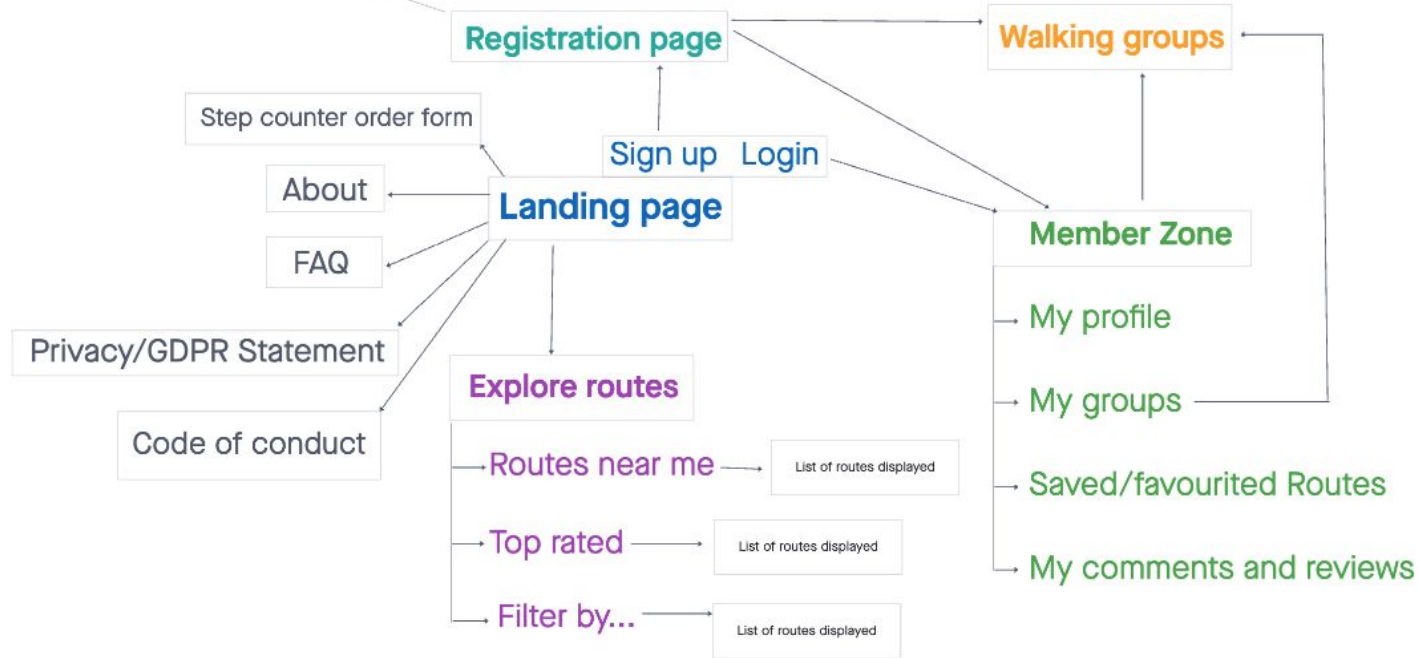 Registration page
Walking groups
Step counter order form
Sign up Login
About
Landing page
Member Zone
FAQ
My profile
Privacy/GDPR Statement
Explore routes
My groups
Code of conduct
Routes near me
List of routes displayed
Saved/favourited Routes
Top rated
List of routes displayed
My comments and reviews
Filter by...
List of routes displayed